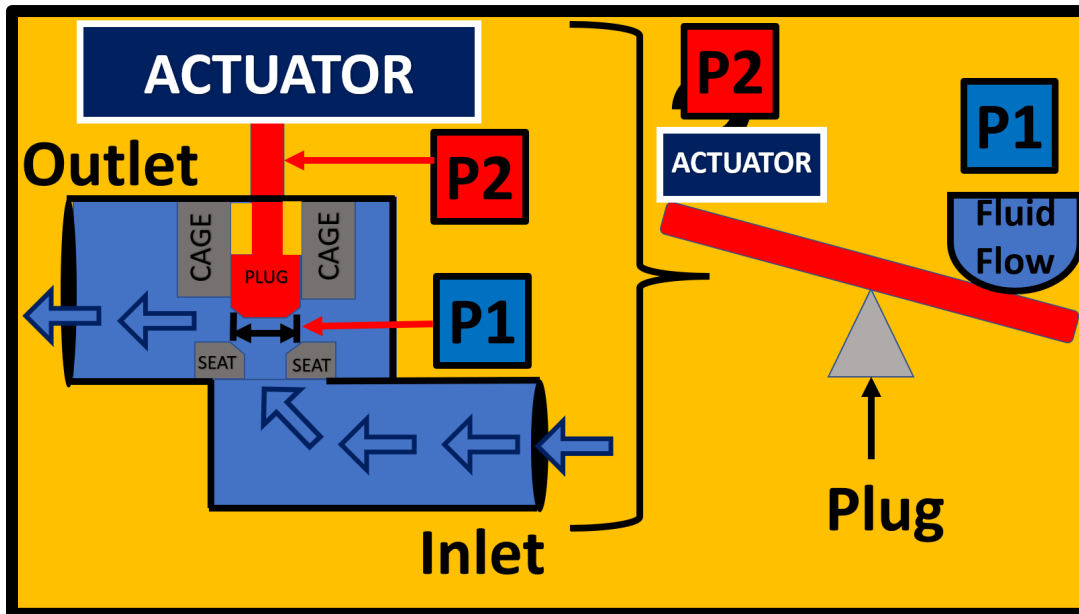 ACTUATOR
Outlet
P2
CAGE
CAGE
PLUG
P1
SEAT
SEAT
Inlet
P2
P1
ACTUATOR
Fluid
Flow
Plug